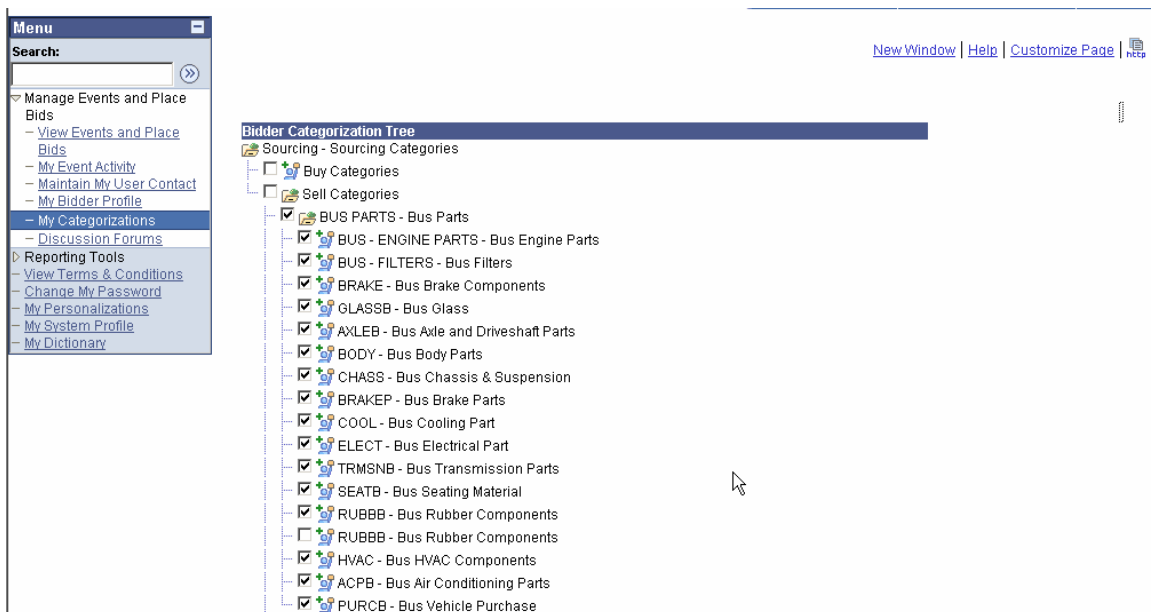 Menu
Search:
New Window | Help | Customize Page | http
Manage Events and Place
Bids
View Events and Place
Bids
My Event Activity
Maintain My User Contact
My Bidder Profile
My Categorizations
Discussion Forums
Reporting Tools
View Terms & Conditions
Change My Password
My Personalizations
My System Profile
My Dictionary
Bidder Categorization Tree
Sourcing - Sourcing Categories
Buy Categories
Sell Categories
BUS PARTS - Bus Parts
BUS - ENGINE PARTS - Bus Engine Parts
BUS - FILTERS - Bus Filters
BRAKE - Bus Brake Components
GLASSB - Bus Glass
AXLEB - Bus Axle and Driveshaft Parts
BODY - Bus Body Parts
CHASS - Bus Chassis & Suspension
BRAKEP - Bus Brake Parts
COOL - Bus Cooling Part
ELECT - Bus Electrical Part
TRMSNB - Bus Transmission Parts
SEATB - Bus Seating Material
RUBBB - Bus Rubber Components
RUBBB - Bus Rubber Components
HVAC - Bus HVAC Components
ACPB - Bus Air Conditioning Parts
PURCB - Bus Vehicle Purchase